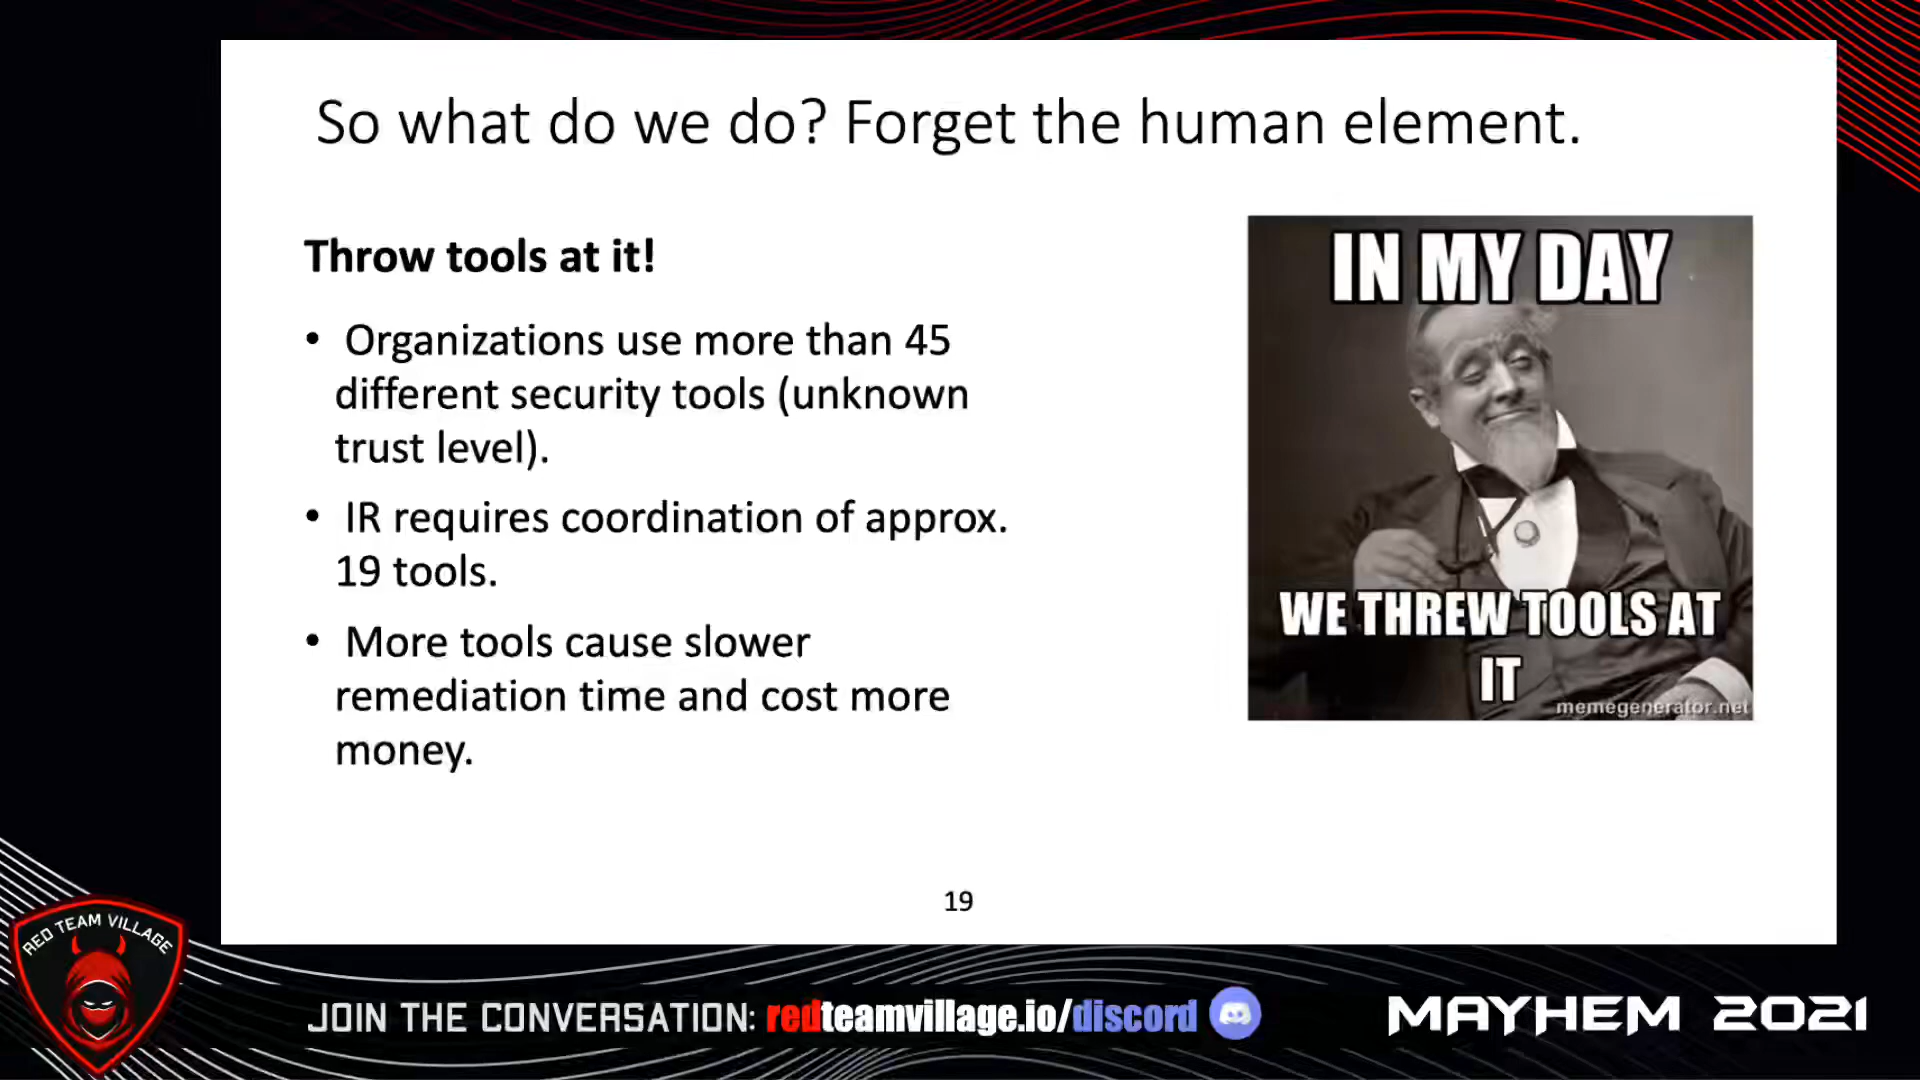 So what do we do? Forget the human element.
Throw tools at it!
• Organizations use more than 45
different security tools (unknown
trust level).
• IR requires coordination of approx.
19 tools.
• More tools cause slower
remediation time and cost more
money.
IN MY DAY
WE THREW TOOLS AT
IT
memegenerator.net
19
RED TEAM VILLAGE
JOIN THE CONVERSATION: redteamvillage.io/discord
MAYHEM 2021